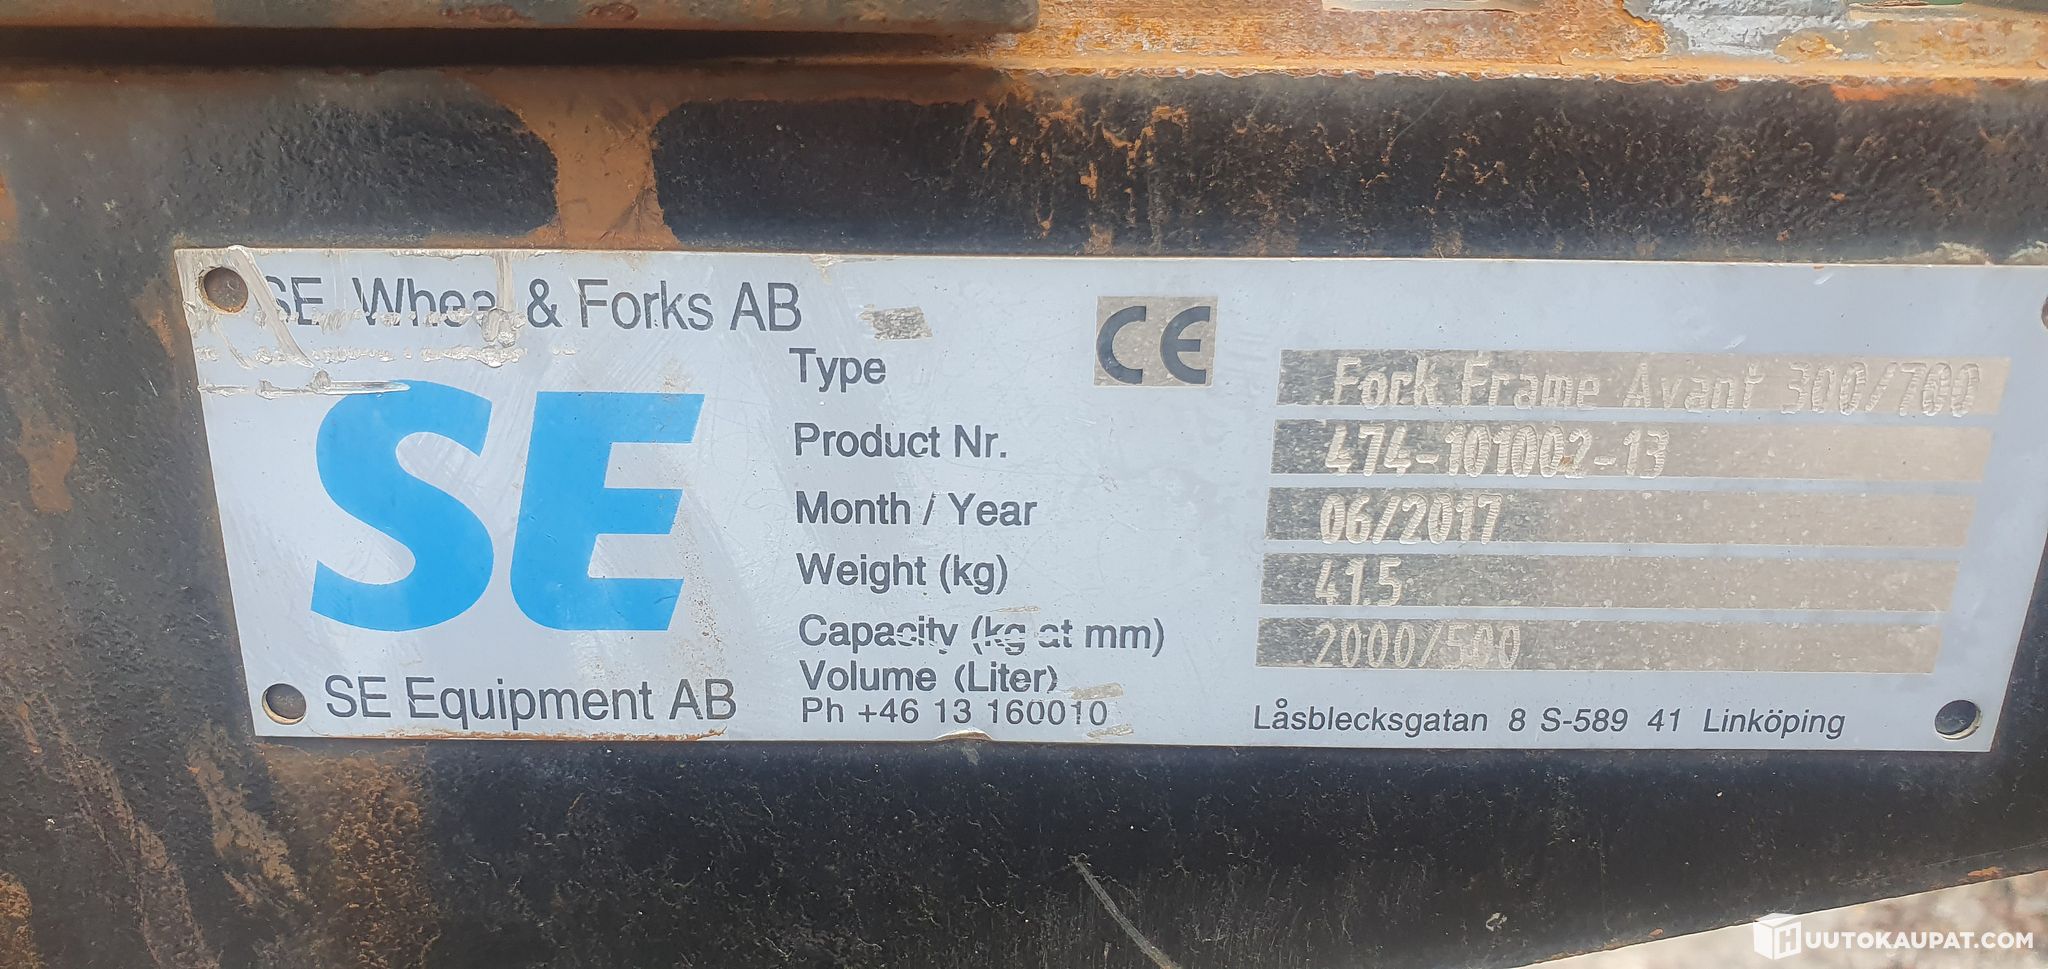 SE Wheel & Forks AB
CE
SE
SE Equipment AB
Type Fork Frame Avant 300/700
Product Nr. 474-101002-13
Month / Year 06/2017
Weight (kg) 41.5
Capacity (kg at mm) 2000/500
Volume (Liter)
Ph +46 13 160010
Låsblecksgatan 8 S-589 41 Linköping
HUUTOKAUPAT.COM